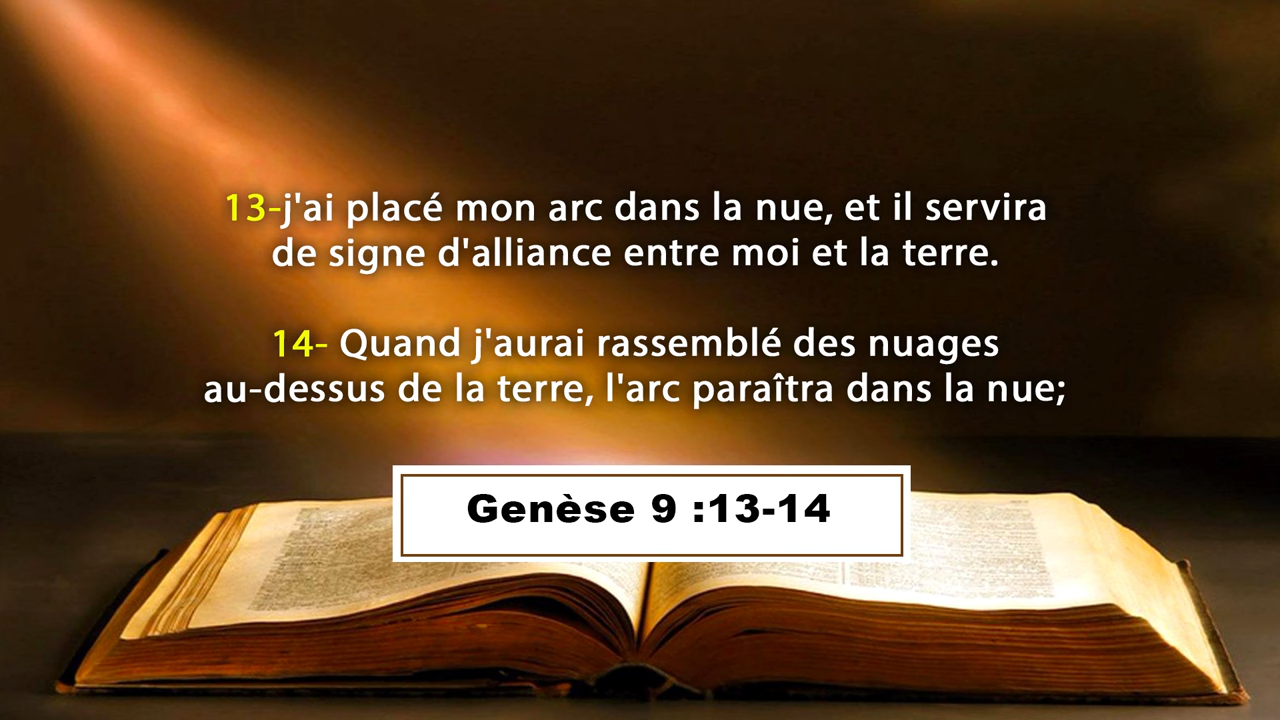 13-j'ai placé mon arc dans la nue, et il servira
de signe d'alliance entre moi et la terre.
14- Quand j'aurai rassemblé des nuages
au-dessus de la terre, l'arc paraîtra dans la nue;
Genèse 9 :13-14